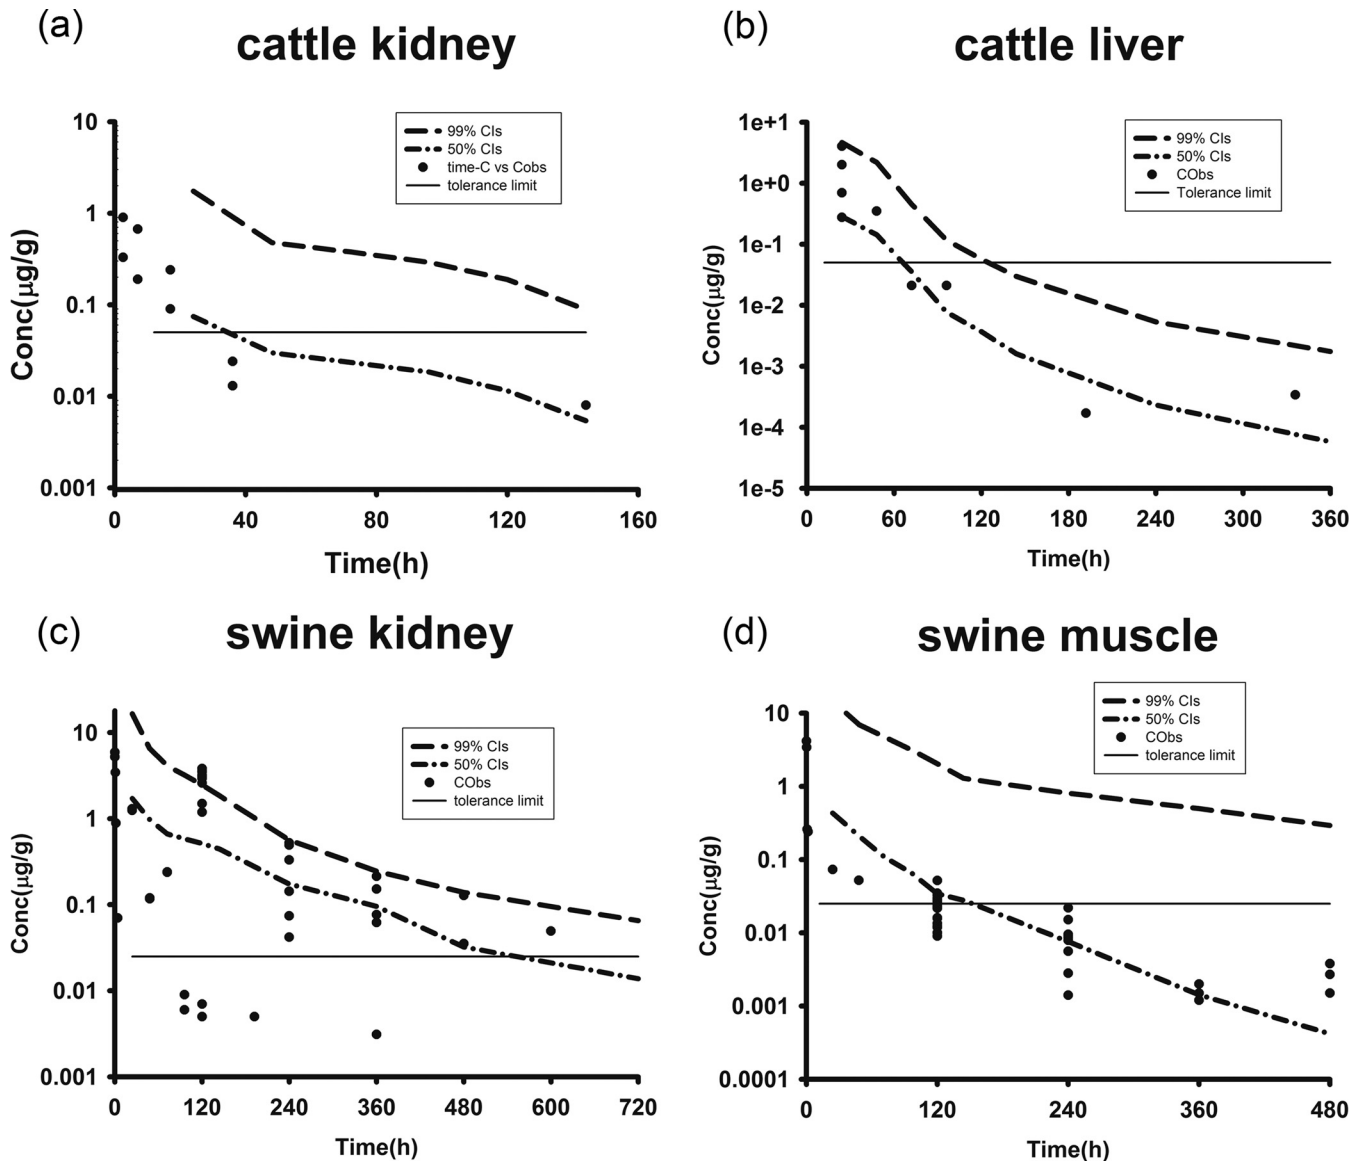 (a)
cattle kidney
10
1
0.1
0.01
0.001
Conc(μg/g)
99% CIs
50% CIs
time-C vs Cobs
tolerance limit
0 40 80 120 160
Time(h)
(b)
cattle liver
1e+1
1e+0
1e-1
1e-2
1e-3
1e-4
1e-5
Conc(μg/g)
99% CIs
50% CIs
CObs
Tolerance limit
0 60 120 180 240 300 360
Time(h)
(c)
swine kidney
10
1
0.1
0.01
0.001
Conc(μg/g)
99% CIs
50% CIs
CObs
tolerance limit
0 120 240 360 480 600 720
Time(h)
(d)
swine muscle
10
1
0.1
0.01
0.001
0.0001
Conc(μg/g)
99% CIs
50% CIs
CObs
tolerance limit
0 120 240 360 480
Time(h)